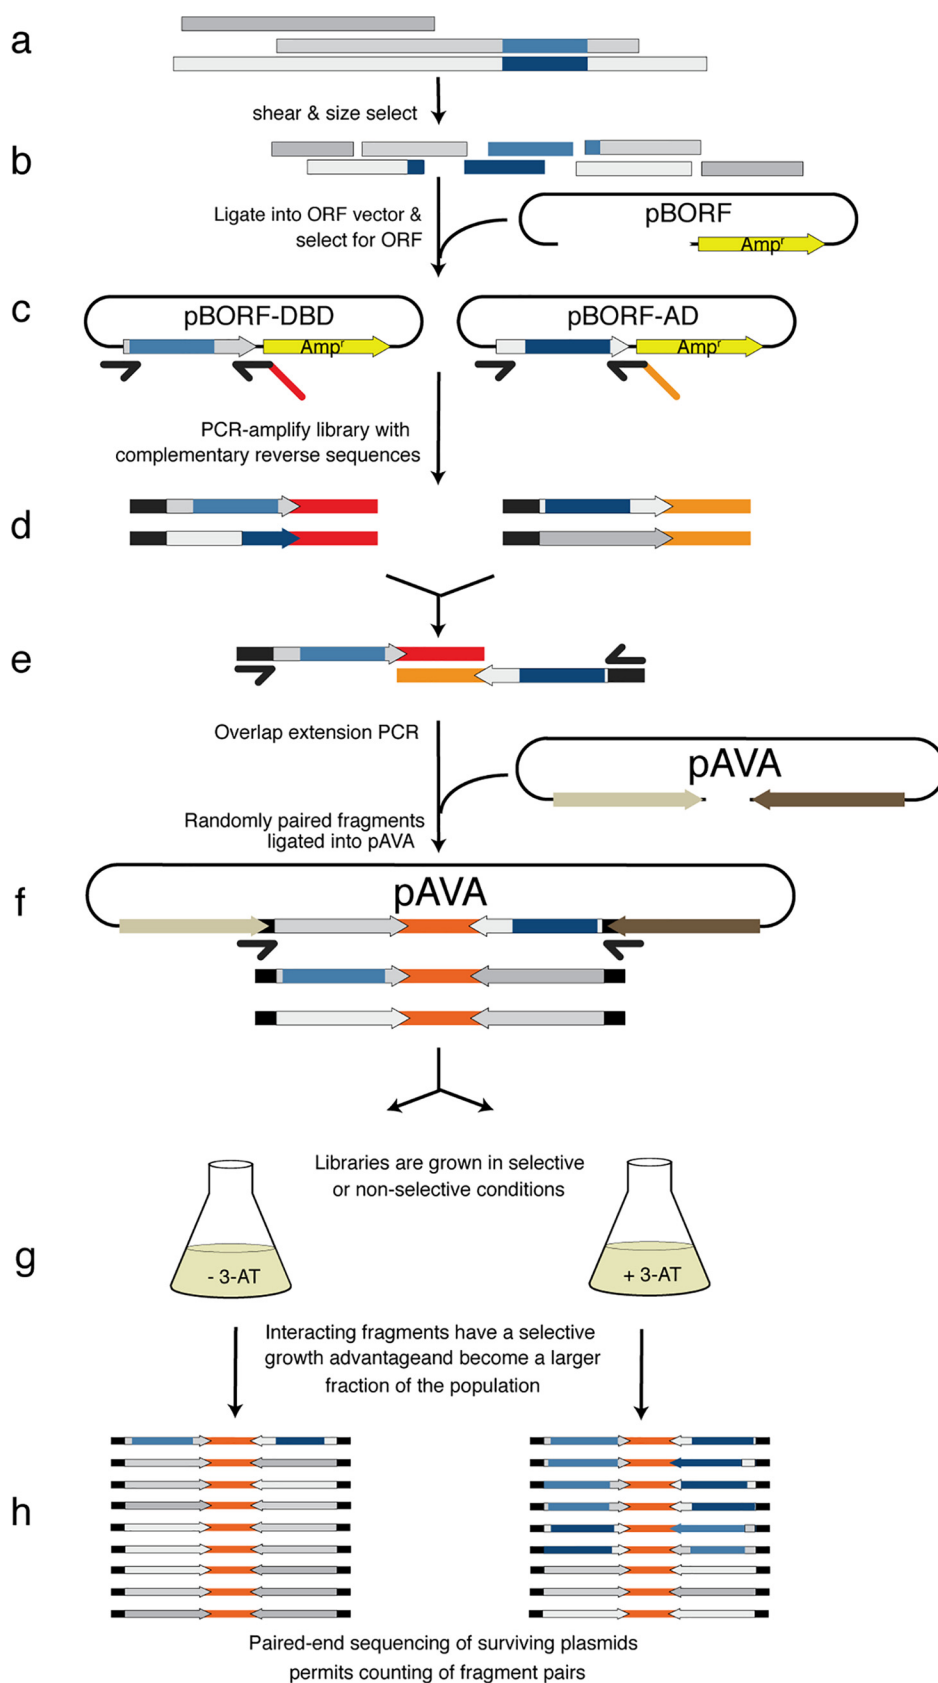 a
shear & size select
b
Ligate into ORF vector &
select for ORF
pBORF
Ampʳ
c
pBORF-DBD
Ampʳ
pBORF-AD
Ampʳ
PCR-amplify library with
complementary reverse sequences
d
e
Overlap extension PCR
pAVA
Randomly paired fragments
ligated into pAVA
f
pAVA
Libraries are grown in selective
or non-selective conditions
g
- 3-AT
+ 3-AT
Interacting fragments have a selective
growth advantageand become a larger
fraction of the population
h
Paired-end sequencing of surviving plasmids
permits counting of fragment pairs